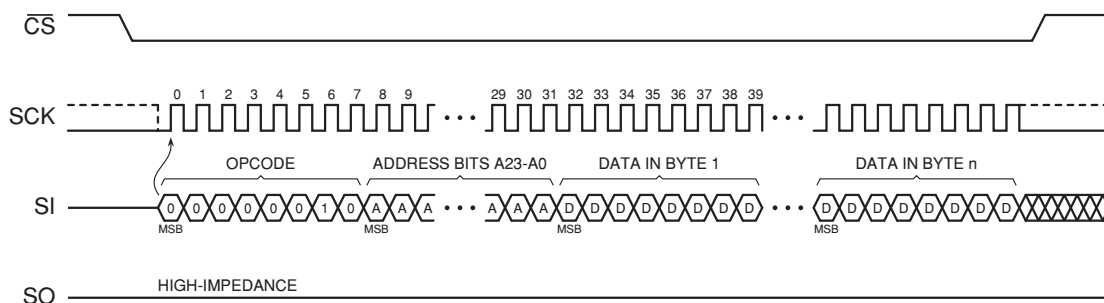 CS
SCK
0 1 2 3 4 5 6 7 8 9 29 30 31 32 33 34 35 36 37 38 39
OPCODE ADDRESS BITS A23-A0 DATA IN BYTE 1 DATA IN BYTE n
SI
0 0 0 0 0 0 1 0 A A A A A A D D D D D D D D D D D D D D D D
MSB MSB MSB MSB
SO
HIGH-IMPEDANCE